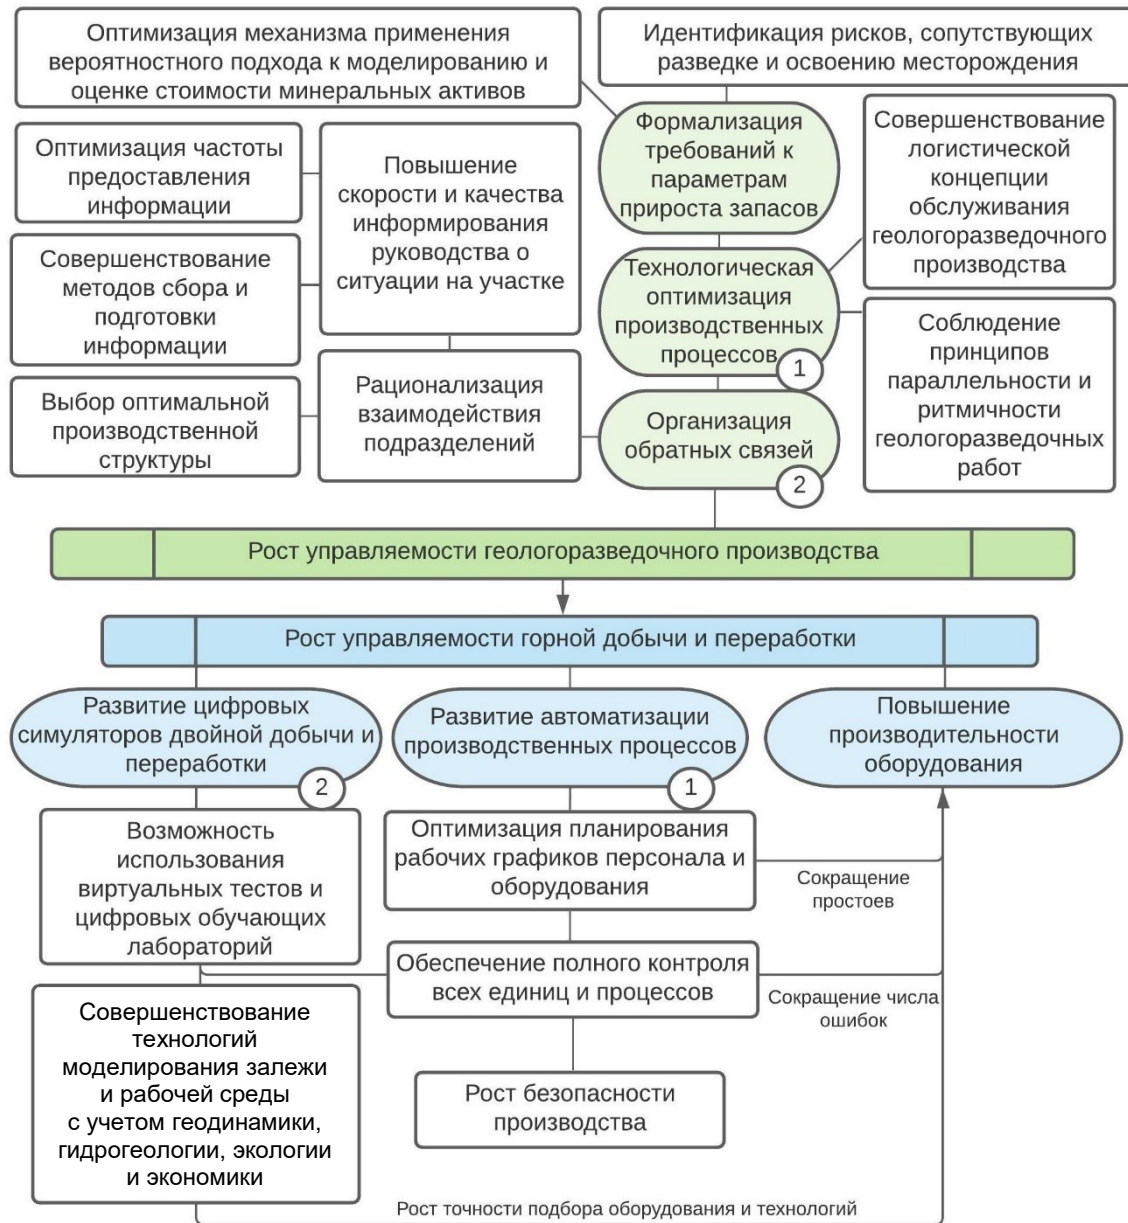 Оптимизация механизма применения
вероятностного подхода к моделированию и
оценке стоимости минеральных активов
Идентификация рисков, сопутствующих
разведке и освоению месторождения
Формализация
требований к
параметрам
прироста запасов
Совершенствование
логистической
концепции
обслуживания
геологоразведочного
производства
Оптимизация частоты
предоставления
информации
Повышение
скорости и качества
информирования
руководства о
ситуации на участке
Совершенствование
методов сбора и
подготовки
информации
Технологическая
оптимизация
производственных
процессов
1
Соблюдение
принципов
параллельности и
ритмичности
геологоразведочных
работ
Выбор оптимальной
производственной
структуры
Рационализация
взаимодействия
подразделений
Организация
обратных связей
2
Рост управляемости геологоразведочного производства
Рост управляемости горной добычи и переработки
Развитие цифровых
симуляторов двойной добычи и
переработки
2
Развитие автоматизации
производственных процессов
1
Повышение
производительности
оборудования
Возможность
использования
виртуальных тестов и
цифровых обучающих
лабораторий
Оптимизация планирования
рабочих графиков персонала и
оборудования
Сокращение
простоев
Обеспечение полного контроля
всех единиц и процессов
Сокращение числа
ошибок
Совершенствование
технологий
моделирования залежи
и рабочей среды
с учетом геодинамики,
гидрогеологии, экологии
и экономики
Рост безопасности
производства
Рост точности подбора оборудования и технологий